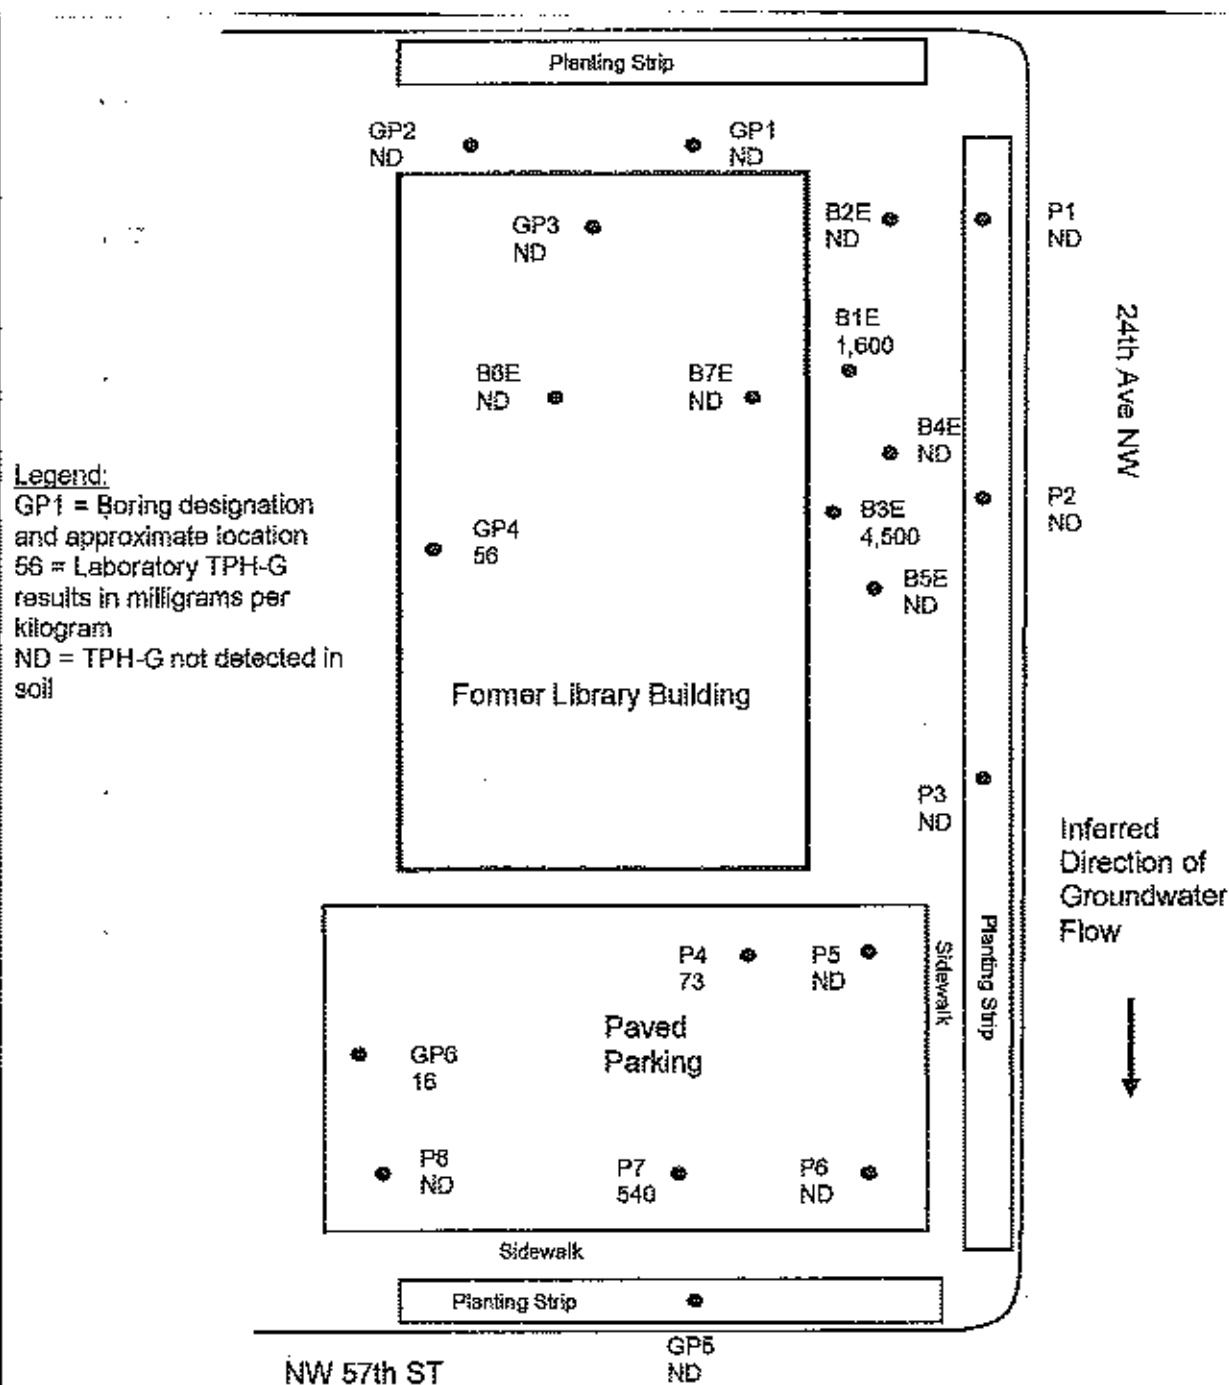 Planting Strip
GP2
ND
GP1
ND
GP3
ND
B2E
ND
P1
ND
B1E
1,600
24th Ave NW
B6E
ND
B7E
ND
B4E
ND
Legend:
GP1 = Boring designation
and approximate location
56 = Laboratory TPH-G
results in milligrams per
kilogram
ND = TPH-G not detected in
soil
GP4
56
B3E
4,500
P2
ND
B5E
ND
Former Library Building
P3
ND
Inferred
Direction of
Groundwater
Flow
P4
73
P5
ND
Sidewalk
Planting Strip
Paved
Parking
GP6
16
P8
ND
P7
540
P6
ND
Sidewalk
Planting Strip
GP5
ND
NW 57th ST